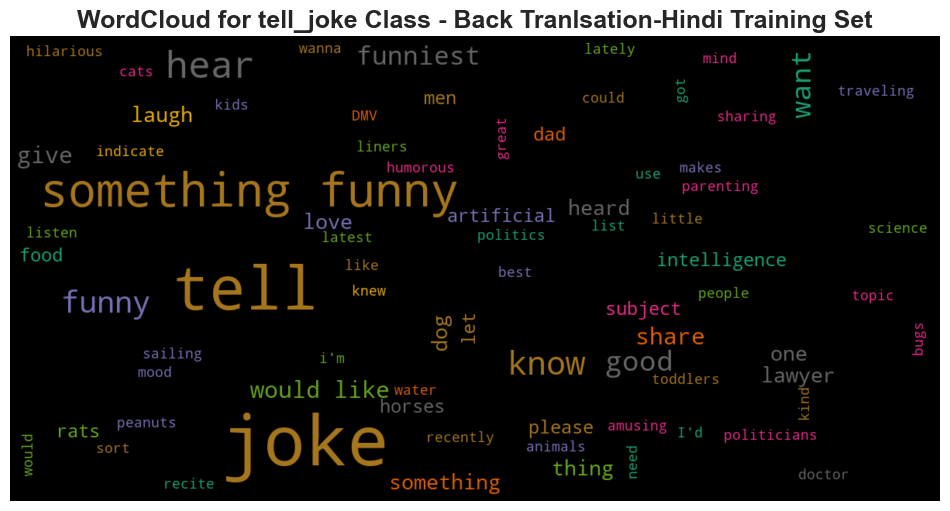 WordCloud for tell_joke Class - Back Tranlsation-Hindi Training Set
hilarious
wanna
funniest
lately
mind
want
cats
hear
got
traveling
kids
men
could
laugh
DMV
great
sharing
dad
give
indicate
liners
humorous
use
makes
parenting
something funny
love
artificial
heard
little
listen
latest
politics
list
science
food
like
best
intelligence
tell
knew
people
topic
funny
subject
dog
let
share
bugs
sailing
i'm
know
good
one
mood
toddlers
lawyer
would like
water
horses
kind
peanuts
rats
recently
please
amusing
I'd
politicians
would
sort
joke
animals
need
thing
doctor
recite
something